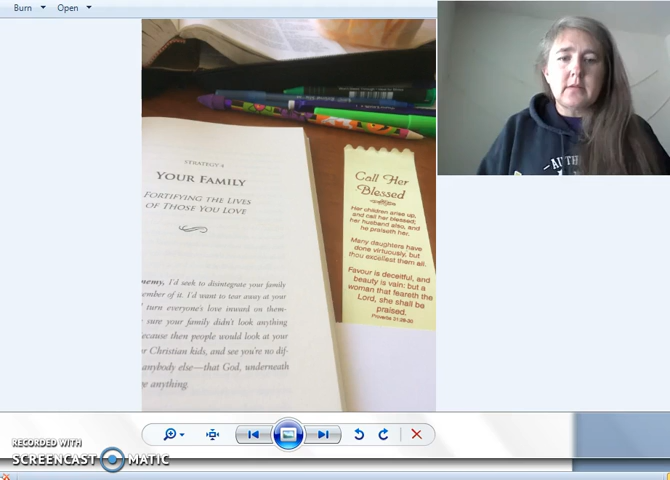 Burn Open
STRATEGY 4
YOUR FAMILY
FORTIFYING THE LIVES
OF THOSE YOU LOVE
enemy, I'd seek to disintegrate your family
ember of it. I'd want to tear away at your
turn everyone's love inward on them-
sure your family didn't look anything
because then people would look at your
r Christian kids, and see you're no dif-
anybody else—that God, underneath
e anything.
Call Her
Blessed
Her children arise up,
and call her blessed;
her husband also, and
he praiseth her.
Many daughters have
done virtuously, but
thou excellest them all.
Favour is deceitful, and
beauty is vain: but a
woman that feareth the
Lord, she shall be
praised.
Proverbs 31:28-30
AUTH
RECORDED WITH
SCREENCAST MATIC